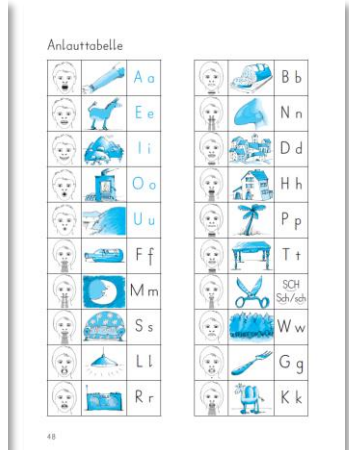 Anlauttabelle
A a
E e
I i
O o
U u
F f
M m
S s
L l
R r
B b
N n
D d
H h
P p
T t
SCH
Sch/sch
W w
G g
K k
48